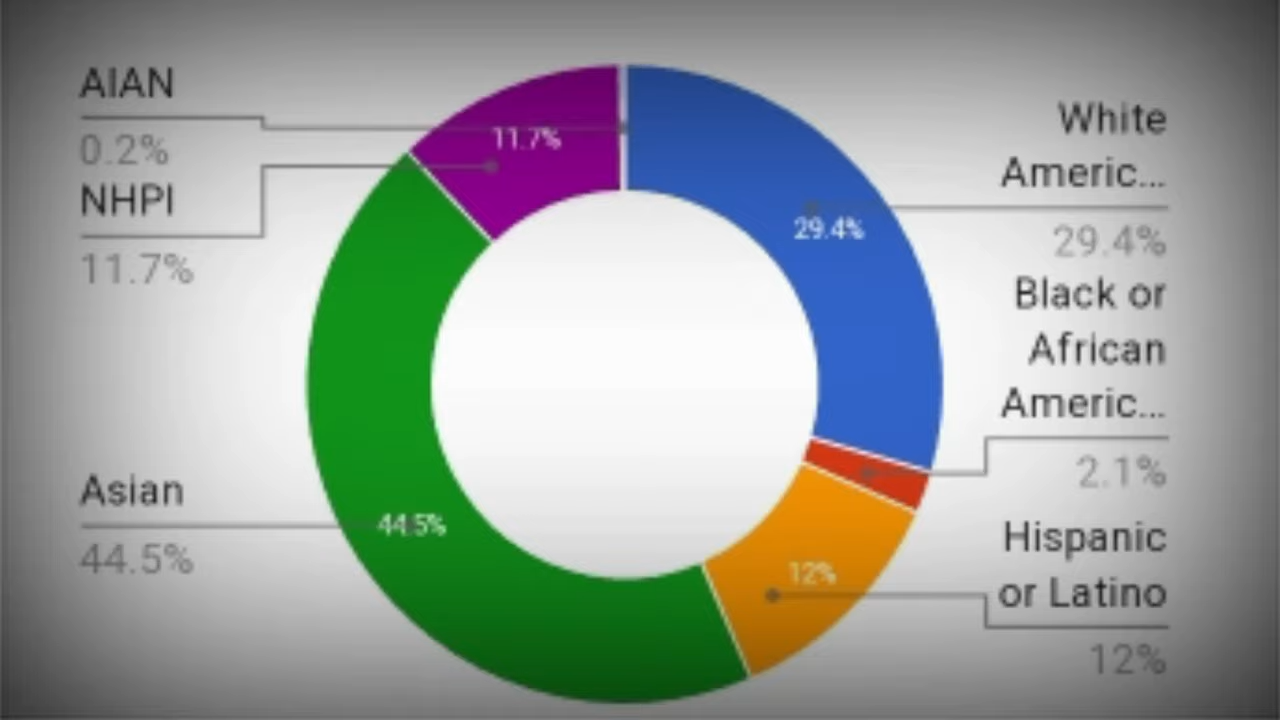 AIAN
0.2%
NHPI
11.7%
Asian
44.5%
11.7%
29.4%
44.5%
12%
White
Americ...
29.4%
Black or
African
Americ...
2.1%
Hispanic
or Latino
12%